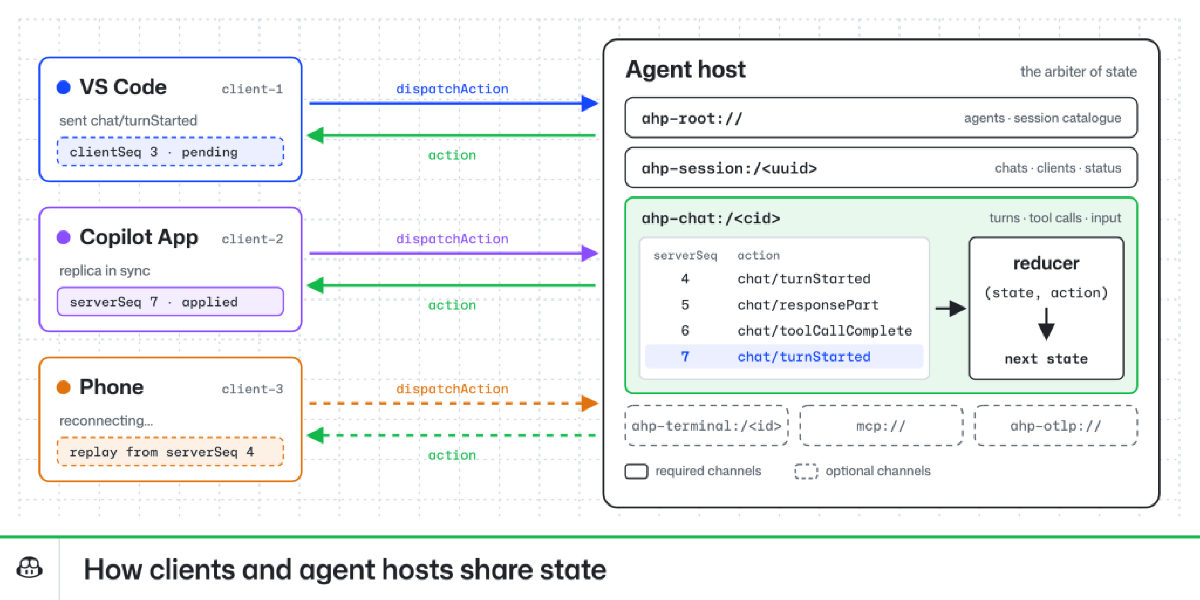 VS Code client-1
sent chat/turnStarted
clientSeq 3 · pending
dispatchAction
action
Copilot App client-2
replica in sync
serverSeq 7 · applied
dispatchAction
action
Phone client-3
reconnecting…
replay from serverSeq 4
dispatchAction
action
Agent host the arbiter of state
ahp-root:// agents · session catalogue
ahp-session:/<uuid> chats · clients · status
ahp-chat:/<cid> turns · tool calls · input
serverSeq action
4 chat/turnStarted
5 chat/responsePart
6 chat/toolCallComplete
7 chat/turnStarted
reducer
(state, action)
next state
ahp-terminal:/<id> mcp:// ahp-otlp://
required channels optional channels
How clients and agent hosts share state